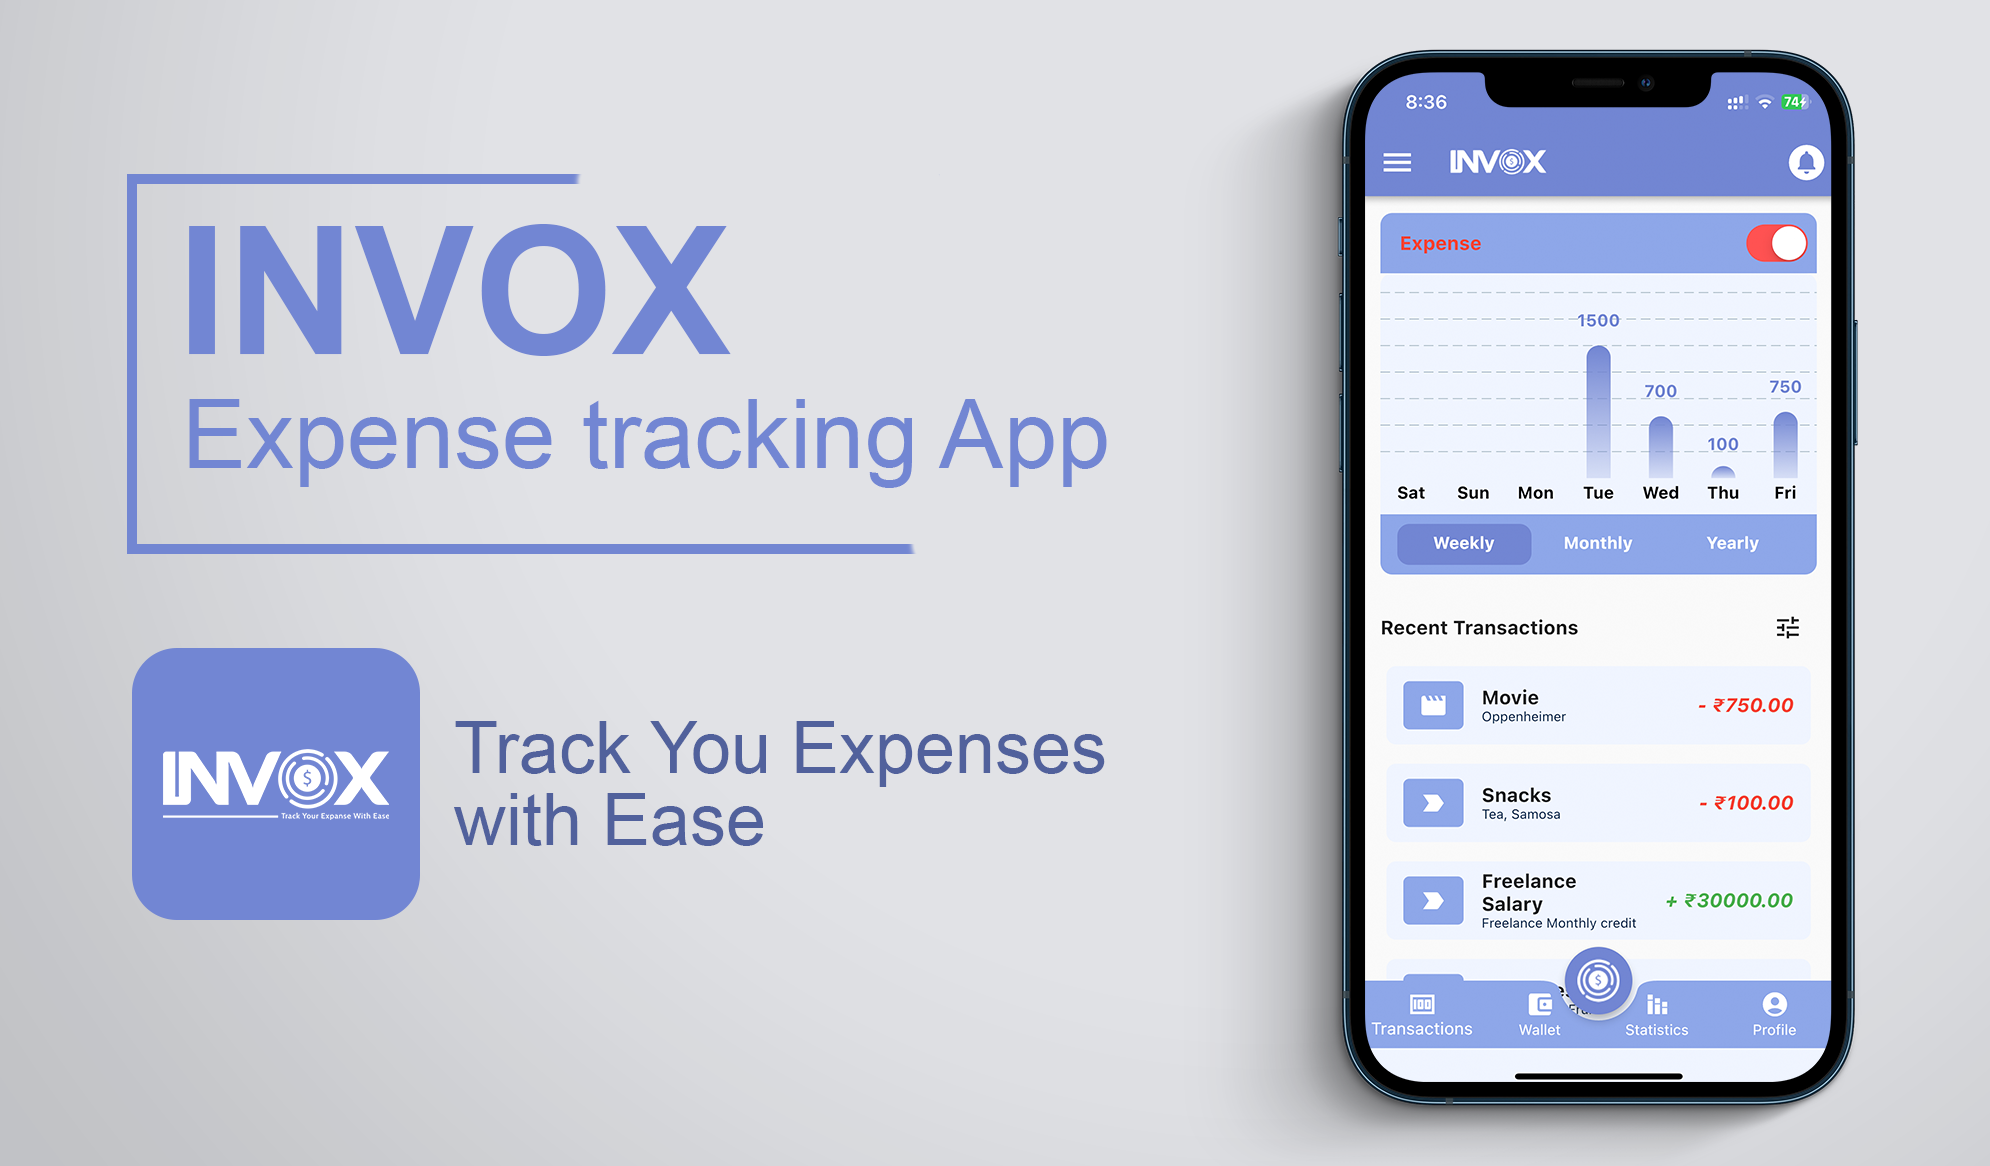 INVOX
Expense tracking App
INVOX
Track Your Expanse With Ease
Track You Expenses
with Ease
8:36
74
INVOX
Expense
1500
700
100
750
Sat Sun Mon Tue Wed Thu Fri
Weekly Monthly Yearly
Recent Transactions
Movie
Oppenheimer
- ₹750.00
Snacks
Tea, Samosa
- ₹100.00
Freelance
Salary
Freelance Monthly credit
+ ₹30000.00
Transactions Wallet Statistics Profile